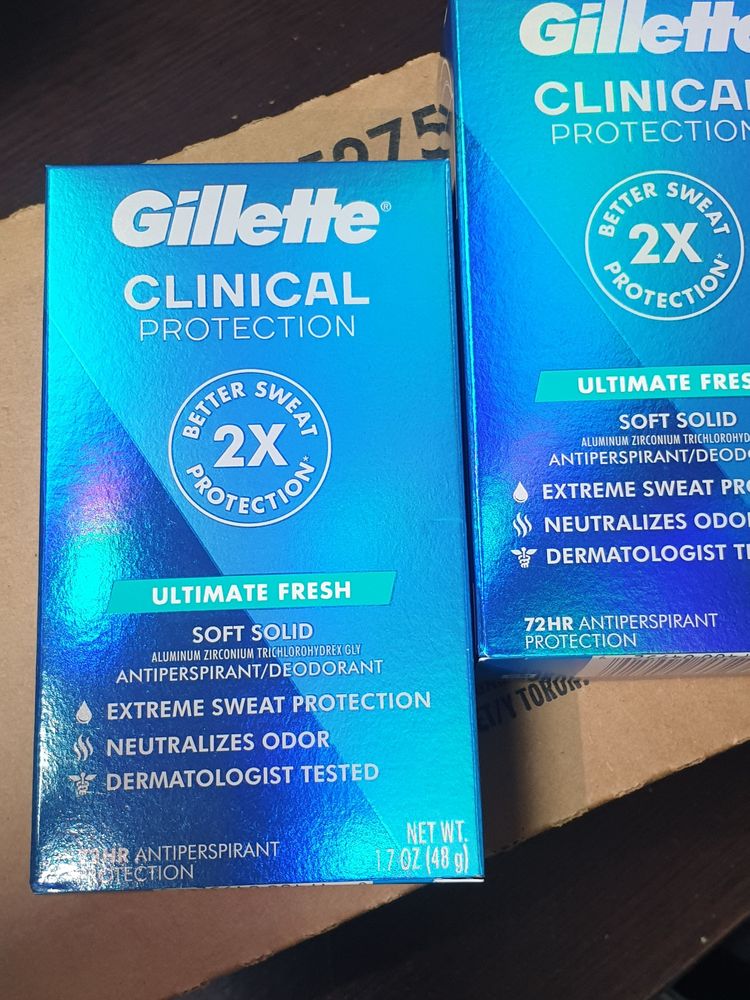 5275
Gillette®
CLINICAL
PROTECTION
BETTER SWEAT
2X
PROTECTION*
ULTIMATE FRESH
SOFT SOLID
ALUMINUM ZIRCONIUM TRICHLOROHYDREX GLY
ANTIPERSPIRANT/DEODORANT
EXTREME SWEAT PROTECTION
NEUTRALIZES ODOR
DERMATOLOGIST TESTED
72HR ANTIPERSPIRANT
PROTECTION
NET WT.
1.7 OZ (48 g)
Gillette
CLINICAL
PROTECTION
BETTER SWEAT
2X
PROTECTION*
ULTIMATE FRES
SOFT SOLID
ALUMINUM ZIRCONIUM TRICHLOROHYD
ANTIPERSPIRANT/DEOD
EXTREME SWEAT PRO
NEUTRALIZES ODO
DERMATOLOGIST T
72HR ANTIPERSPIRANT
PROTECTION